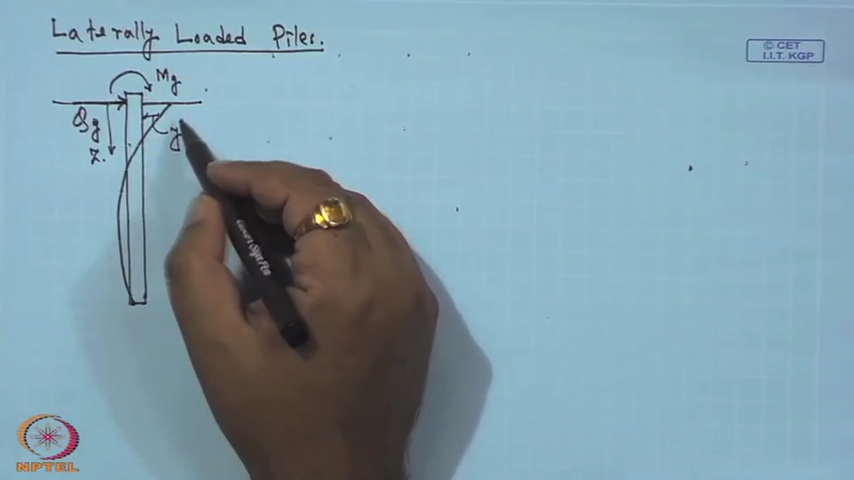 Laterally Loaded Piles.
© CET
I.I.T. KGP
Mg
Qg
y
z.
NPTEL